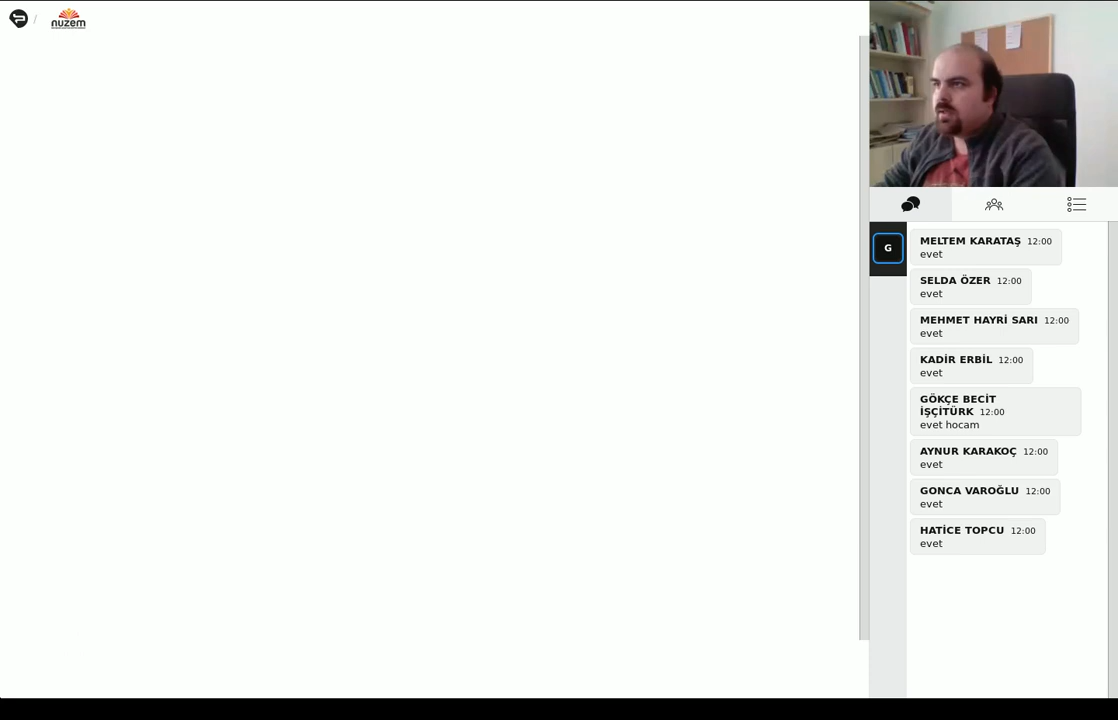 /
nuzem
G
MELTEM KARATAŞ 12:00
evet
SELDA ÖZER 12:00
evet
MEHMET HAYRİ SARI 12:00
evet
KADİR ERBİL 12:00
evet
GÖKÇE BECİT
İŞÇİTÜRK 12:00
evet hocam
AYNUR KARAKOÇ 12:00
evet
GONCA VAROĞLU 12:00
evet
HATİCE TOPCU 12:00
evet